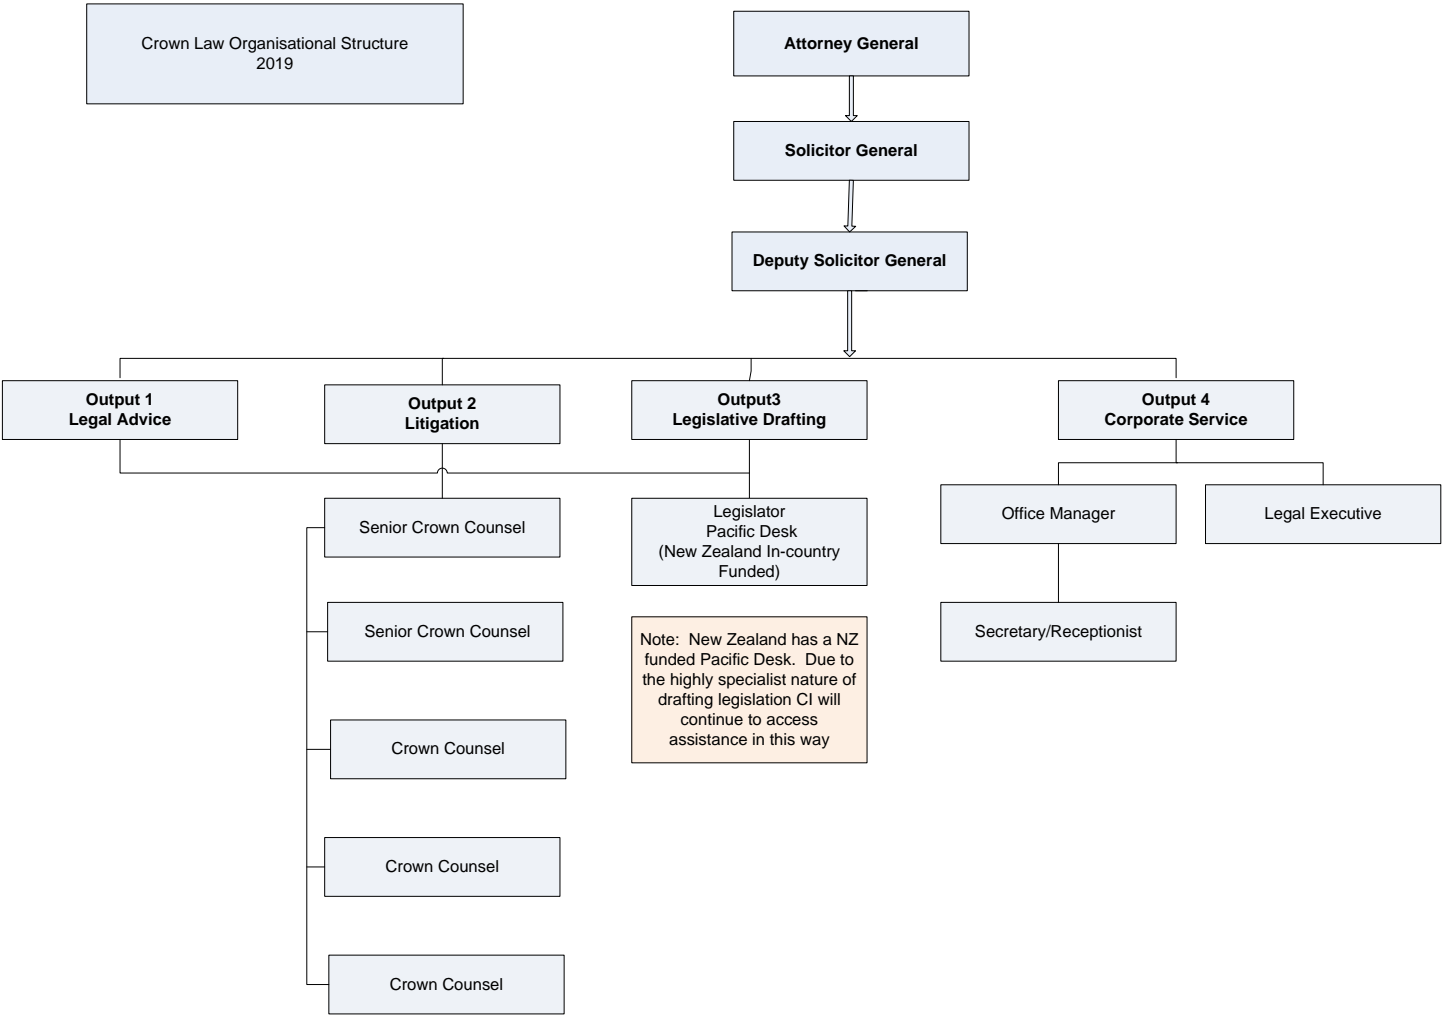 Crown Law Organisational Structure
2019
Attorney General
Solicitor General
Deputy Solicitor General
Output 1
Legal Advice
Output 2
Litigation
Output3
Legislative Drafting
Output 4
Corporate Service
Senior Crown Counsel
Legislator
Pacific Desk
(New Zealand In-country
Funded)
Office Manager
Legal Executive
Senior Crown Counsel
Note:  New Zealand has a NZ
funded Pacific Desk.  Due to
the highly specialist nature of
drafting legislation CI will
continue to access
assistance in this way
Secretary/Receptionist
Crown Counsel
Crown Counsel
Crown Counsel